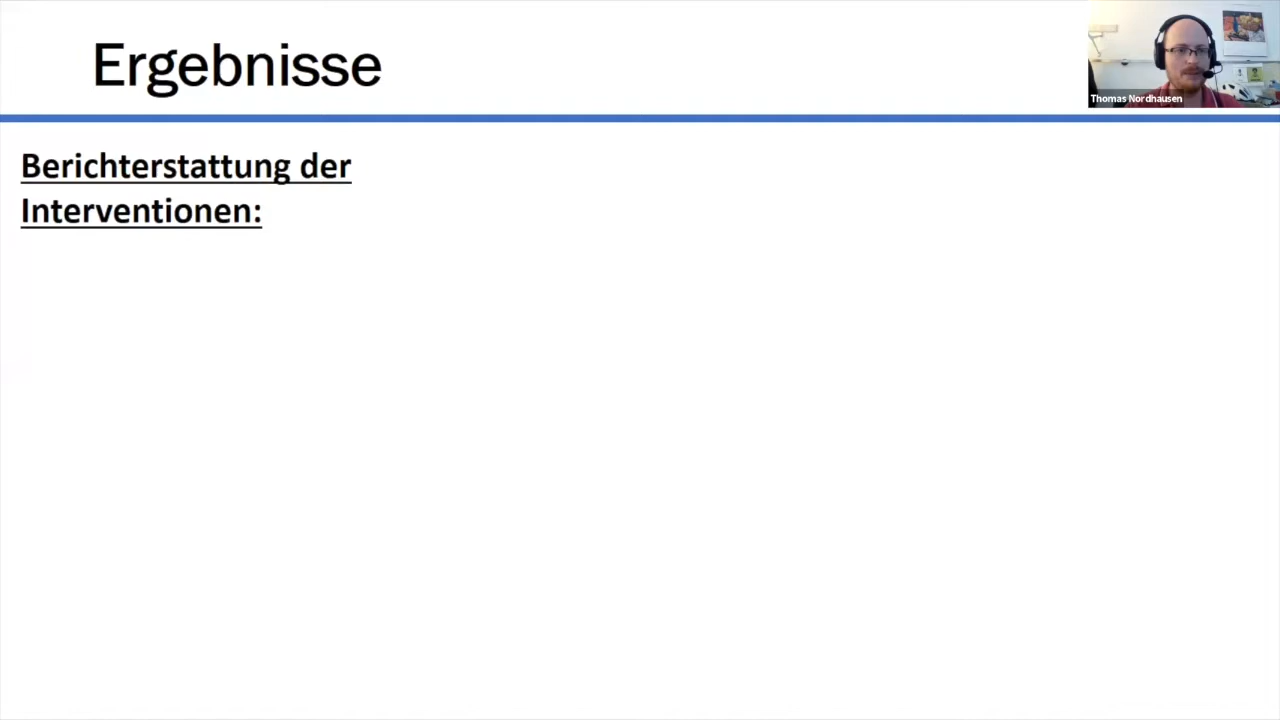 Ergebnisse
Thomas Nordhausen
Berichterstattung der
Interventionen: